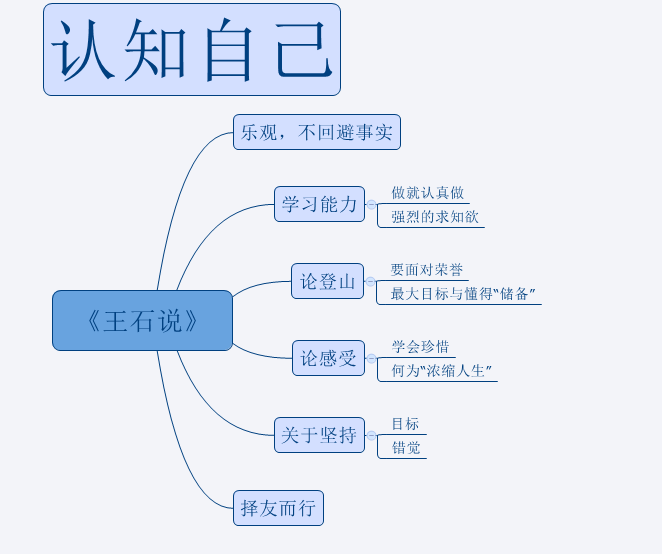 认知自己
乐观，不回避事实
学习能力
做就认真做
强烈的求知欲
论登山
要面对荣誉
最大目标与懂得“储备”
《王石说》
论感受
学会珍惜
何为“浓缩人生”
关于坚持
目标
错觉
择友而行